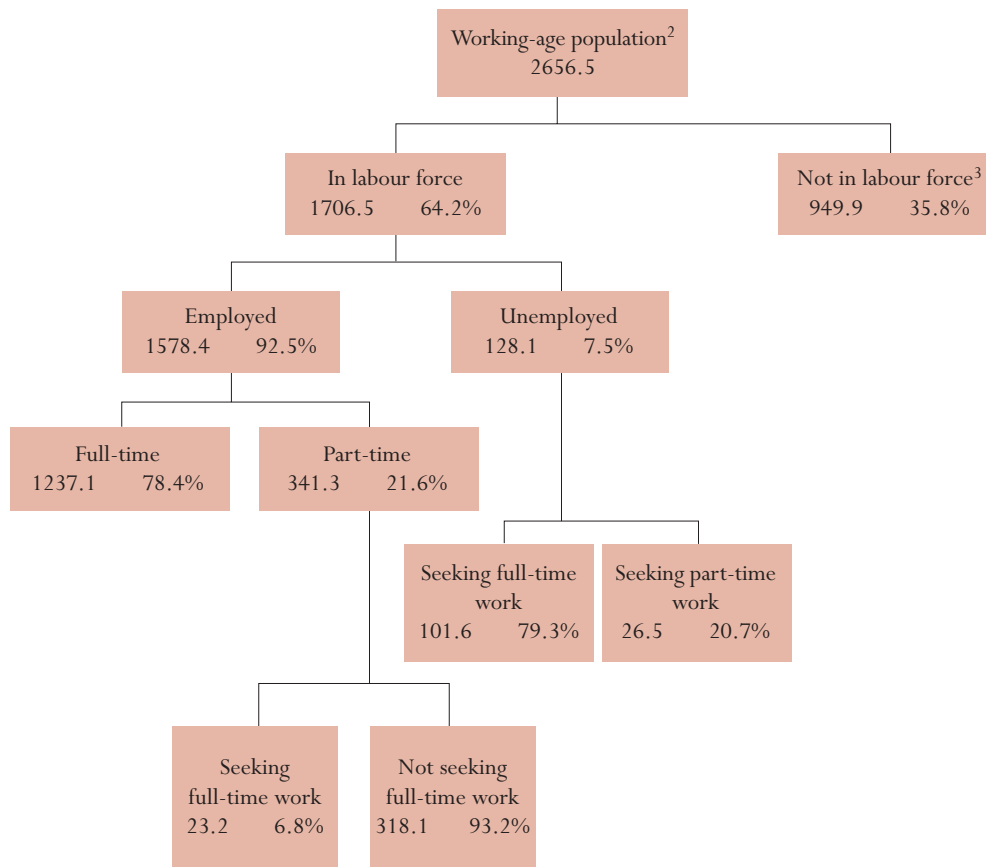 Working-age population²
2656.5
In labour force
1706.5 64.2%
Not in labour force³
949.9 35.8%
Employed
1578.4 92.5%
Unemployed
128.1 7.5%
Full-time
1237.1 78.4%
Part-time
341.3 21.6%
Seeking full-time
work
101.6 79.3%
Seeking part-time
work
26.5 20.7%
Seeking
full-time work
23.2 6.8%
Not seeking
full-time work
318.1 93.2%